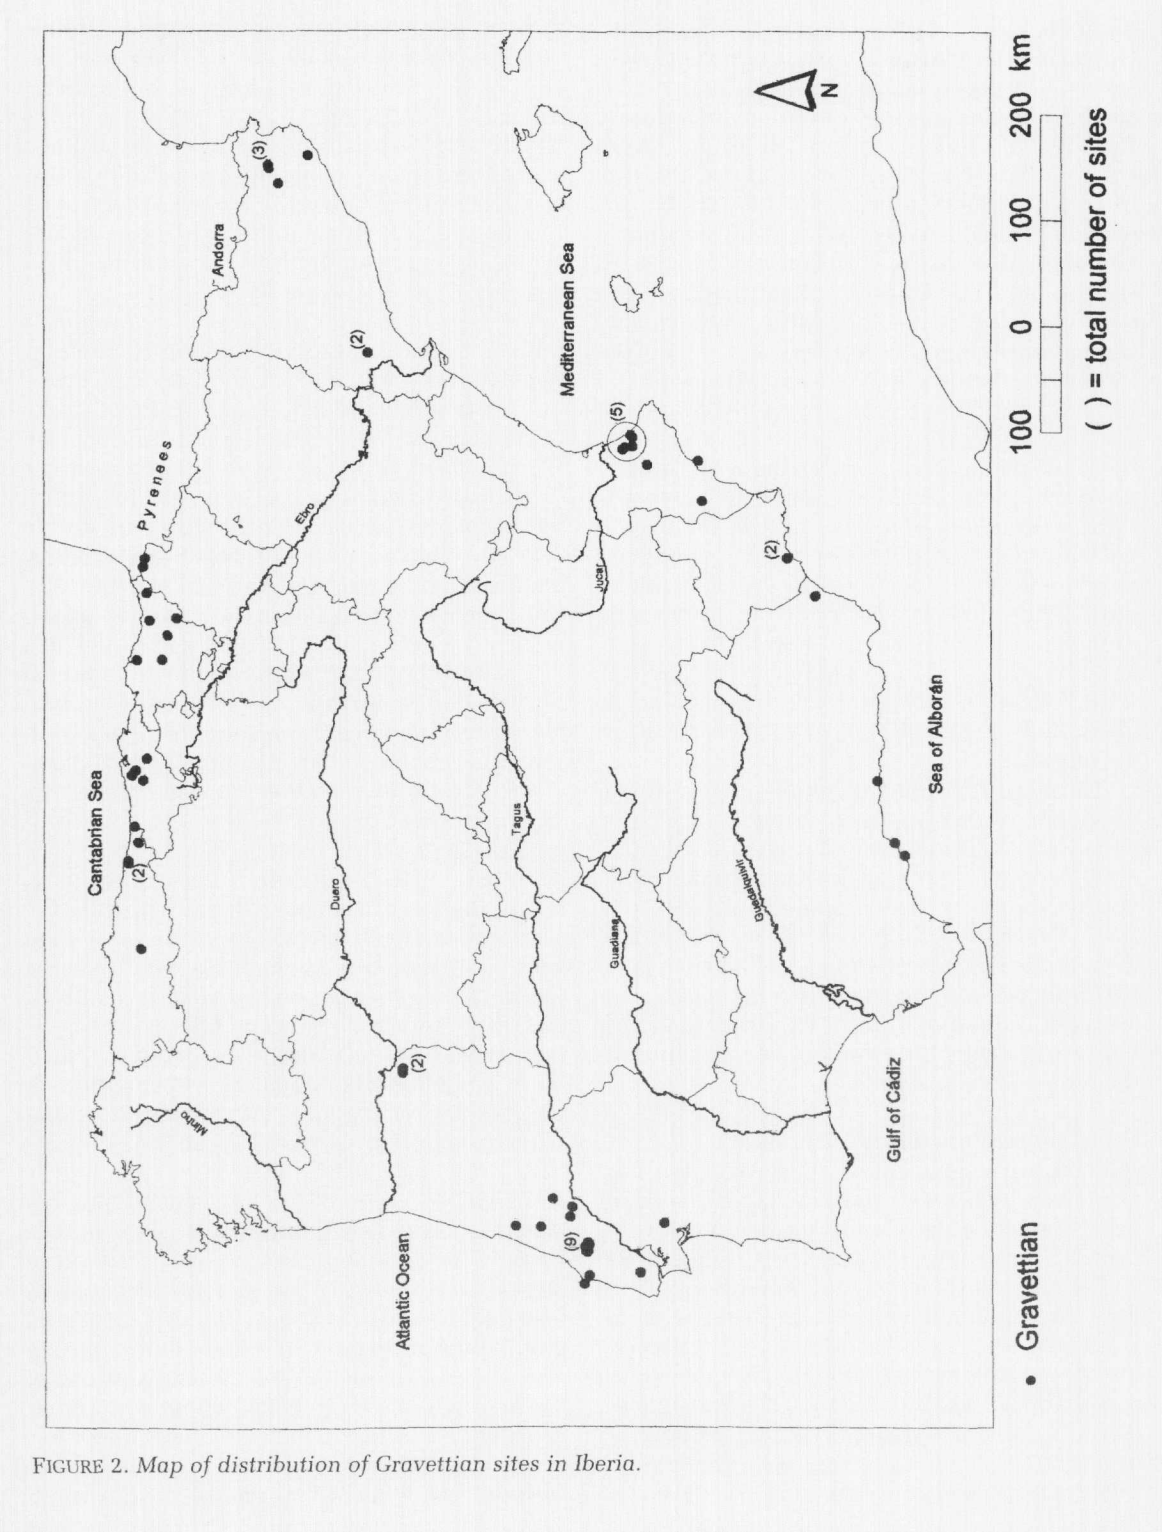 Cantabrian Sea
Pyrenees
Andorra
(3)
(2)
(2)
Ebro
Minho
Duero
(2)
Mediterranean Sea
(5)
Jucar
Tagus
Atlantic Ocean
(9)
Guadiana
(2)
Guadalquivir
Sea of Alborán
Gulf of Cádiz
N
Gravettian
100 0 100 200 km
( ) = total number of sites
FIGURE 2. Map of distribution of Gravettian sites in Iberia.